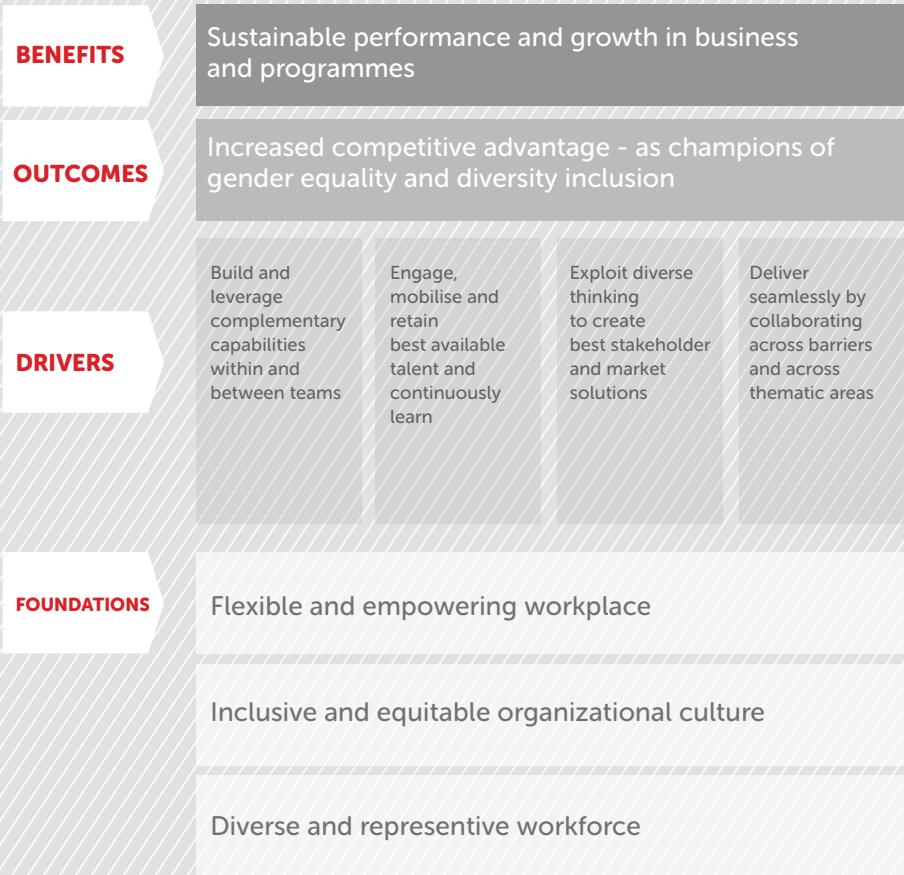 BENEFITS
Sustainable performance and growth in business
and programmes
OUTCOMES
Increased competitive advantage - as champions of
gender equality and diversity inclusion
DRIVERS
Build and
leverage
complementary
capabilities
within and
between teams
Engage,
mobilise and
retain
best available
talent and
continuously
learn
Exploit diverse
thinking
to create
best stakeholder
and market
solutions
Deliver
seamlessly by
collaborating
across barriers
and across
thematic areas
FOUNDATIONS
Flexible and empowering workplace
Inclusive and equitable organizational culture
Diverse and representive workforce